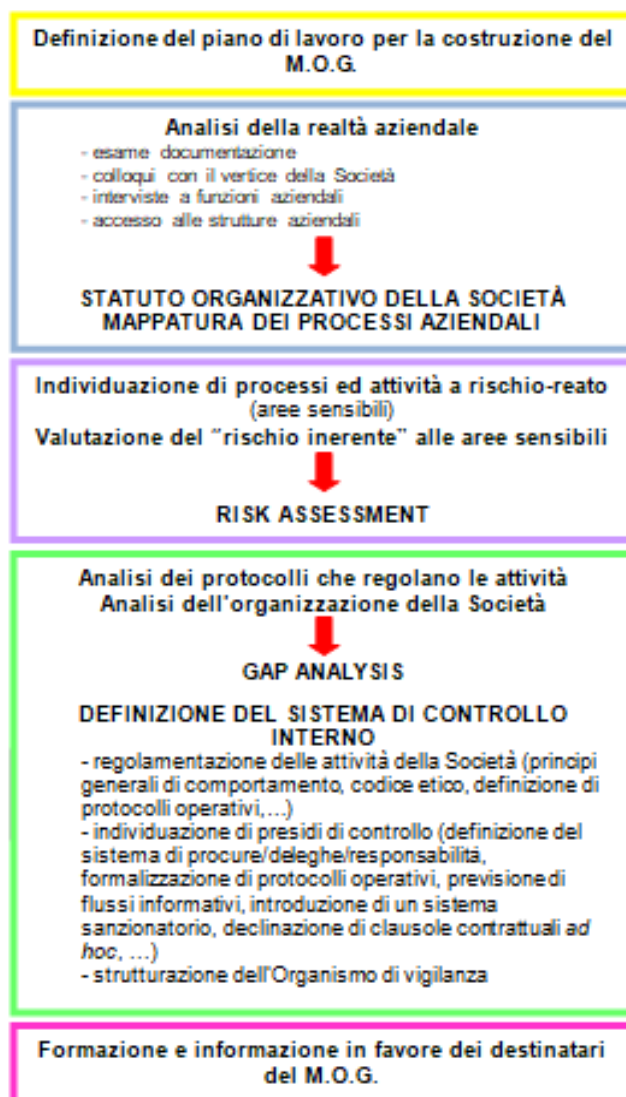 Definizione del piano di lavoro per la costruzione del
M.O.G.
Analisi della realtà aziendale
- esame documentazione
- colloqui con il vertice della Società
- interviste a funzioni aziendali
- accesso alle strutture aziendali
STATUTO ORGANIZZATIVO DELLA SOCIETÀ
MAPPATURA DEI PROCESSI AZIENDALI
Individuazione di processi ed attività a rischio-reato
(aree sensibili)
Valutazione del "rischio inerente" alle aree sensibili
RISK ASSESSMENT
Analisi dei protocolli che regolano le attività
Analisi dell'organizzazione della Società
GAP ANALYSIS
DEFINIZIONE DEL SISTEMA DI CONTROLLO
INTERNO
- regolamentazione delle attività della Società (principi
generali di comportamento, codice etico, definizione di
protocolli operativi,...)
- individuazione di presidi di controllo (definizione del
sistema di procure/deleghe/responsabilità,
formalizzazione di protocolli operativi, previsione di
flussi informativi, introduzione di un sistema
sanzionatorio, declinazione di clausole contrattuali ad
hoc, ...)
- strutturazione dell'Organismo di vigilanza
Formazione e informazione in favore dei destinatari
del M.O.G.